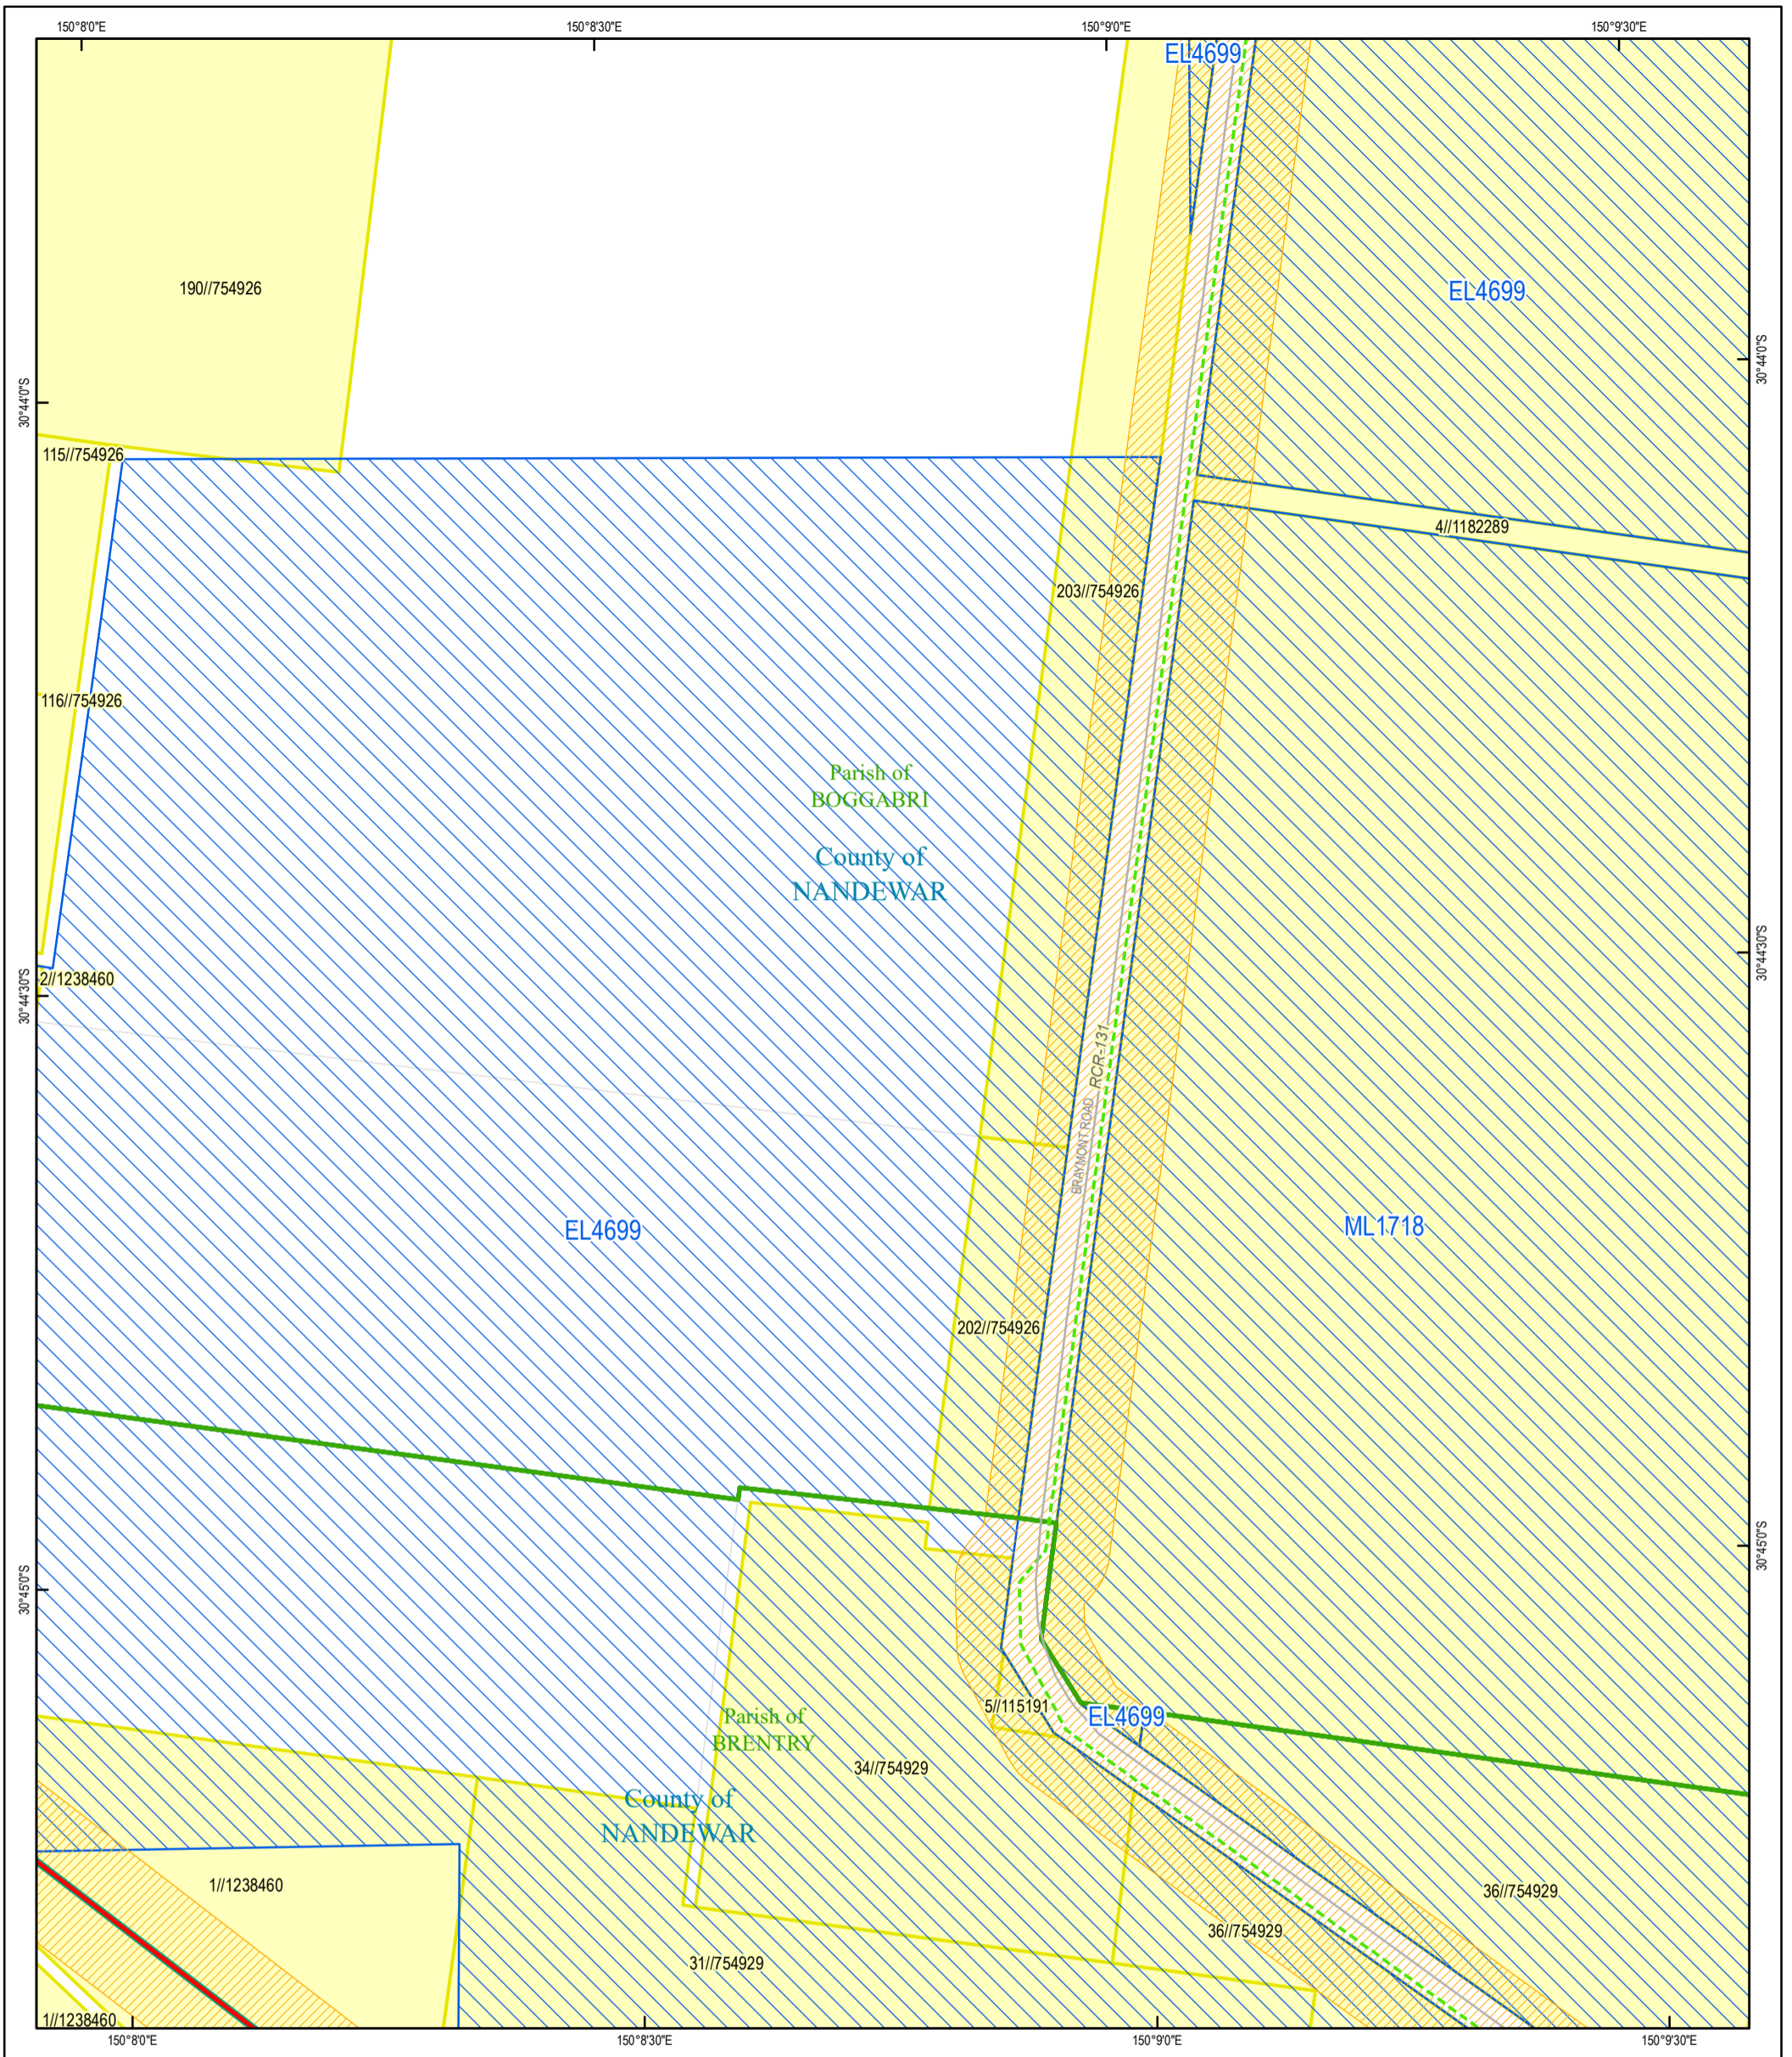 150°8'0"E
150°8'30"E
150°9'0"E
150°9'30"E
EL4699
190//754926
EL4699
30°44'0"S
30°44'0"S
115//754926
4//1182289
203//754926
116//754926
Parish of
BOGGABRI
County of
NANDEWAR
30°44'30"S
2//1238460
30°44'30"S
BRAYMONT ROAD RCR-131
EL4699
ML1718
202//754926
30°45'0"S
30°45'0"S
5//115191
EL4699
Parish of
BRENTRY
34//754929
County of
NANDEWAR
1//1238460
36//754929
36//754929
31//754929
1//1238460
150°8'0"E
150°8'30"E
150°9'0"E
150°9'30"E